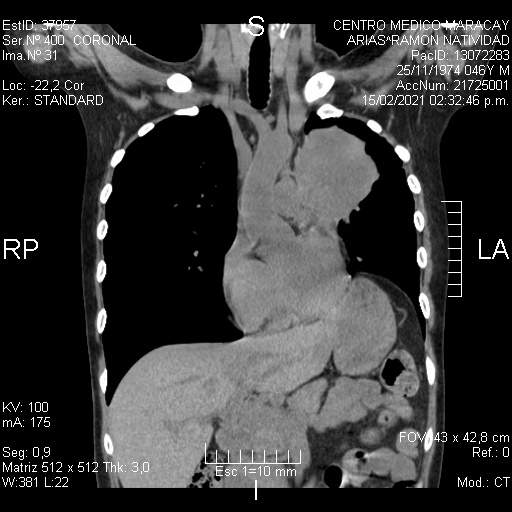 EstID: 37957
Ser.Nº 400 CORONAL
Ima.Nº 31
Loc: -22,2 Cor
Ker.: STANDARD
S
CENTRO MEDICO MARACAY
ARIAS^RAMON NATIVIDAD
PacID: 13072283
25/11/1974 046Y M
AccNum: 21725001
15/02/2021 02:32:46 p.m.
RP
LA
KV: 100
mA: 175
Seg: 0,9
Matriz 512 x 512 Thk: 3,0
W:381 L:22
Esc 1=10 mm
I
FOV: 43 x 42,8 cm
Ref.: 0
Mod.: CT